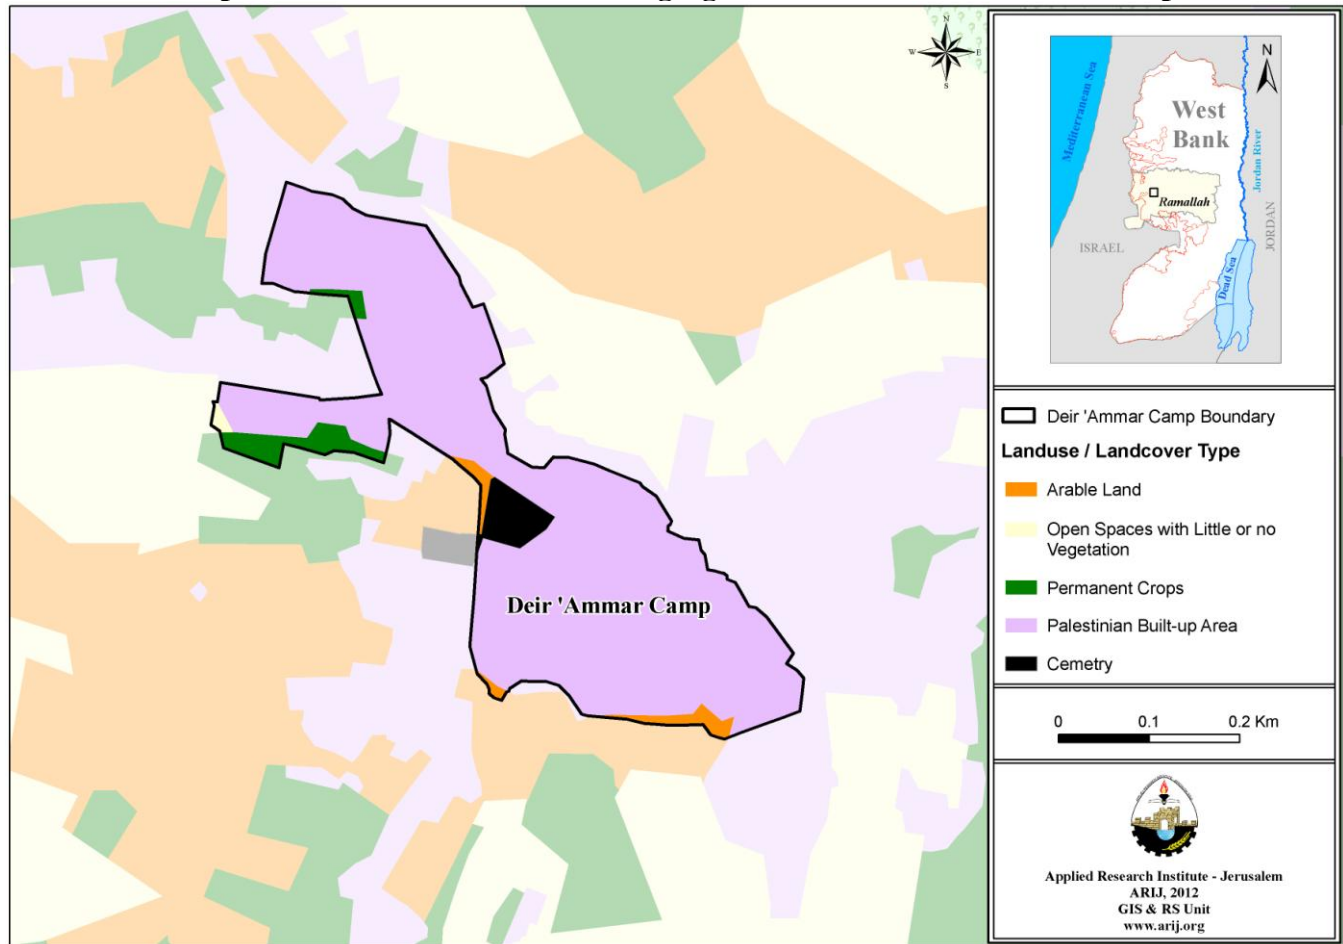 N
W
E
S
Deir 'Ammar Camp
N
Mediterranean Sea
West
Bank
Jordan River
Ramallah
ISRAEL
JORDAN
Dead Sea
Deir 'Ammar Camp Boundary
Landuse / Landcover Type
Arable Land
Open Spaces with Little or no
Vegetation
Permanent Crops
Palestinian Built-up Area
Cemetry
0 0.1 0.2 Km
Applied Research Institute - Jerusalem
ARIJ, 2012
GIS & RS Unit
www.arij.org